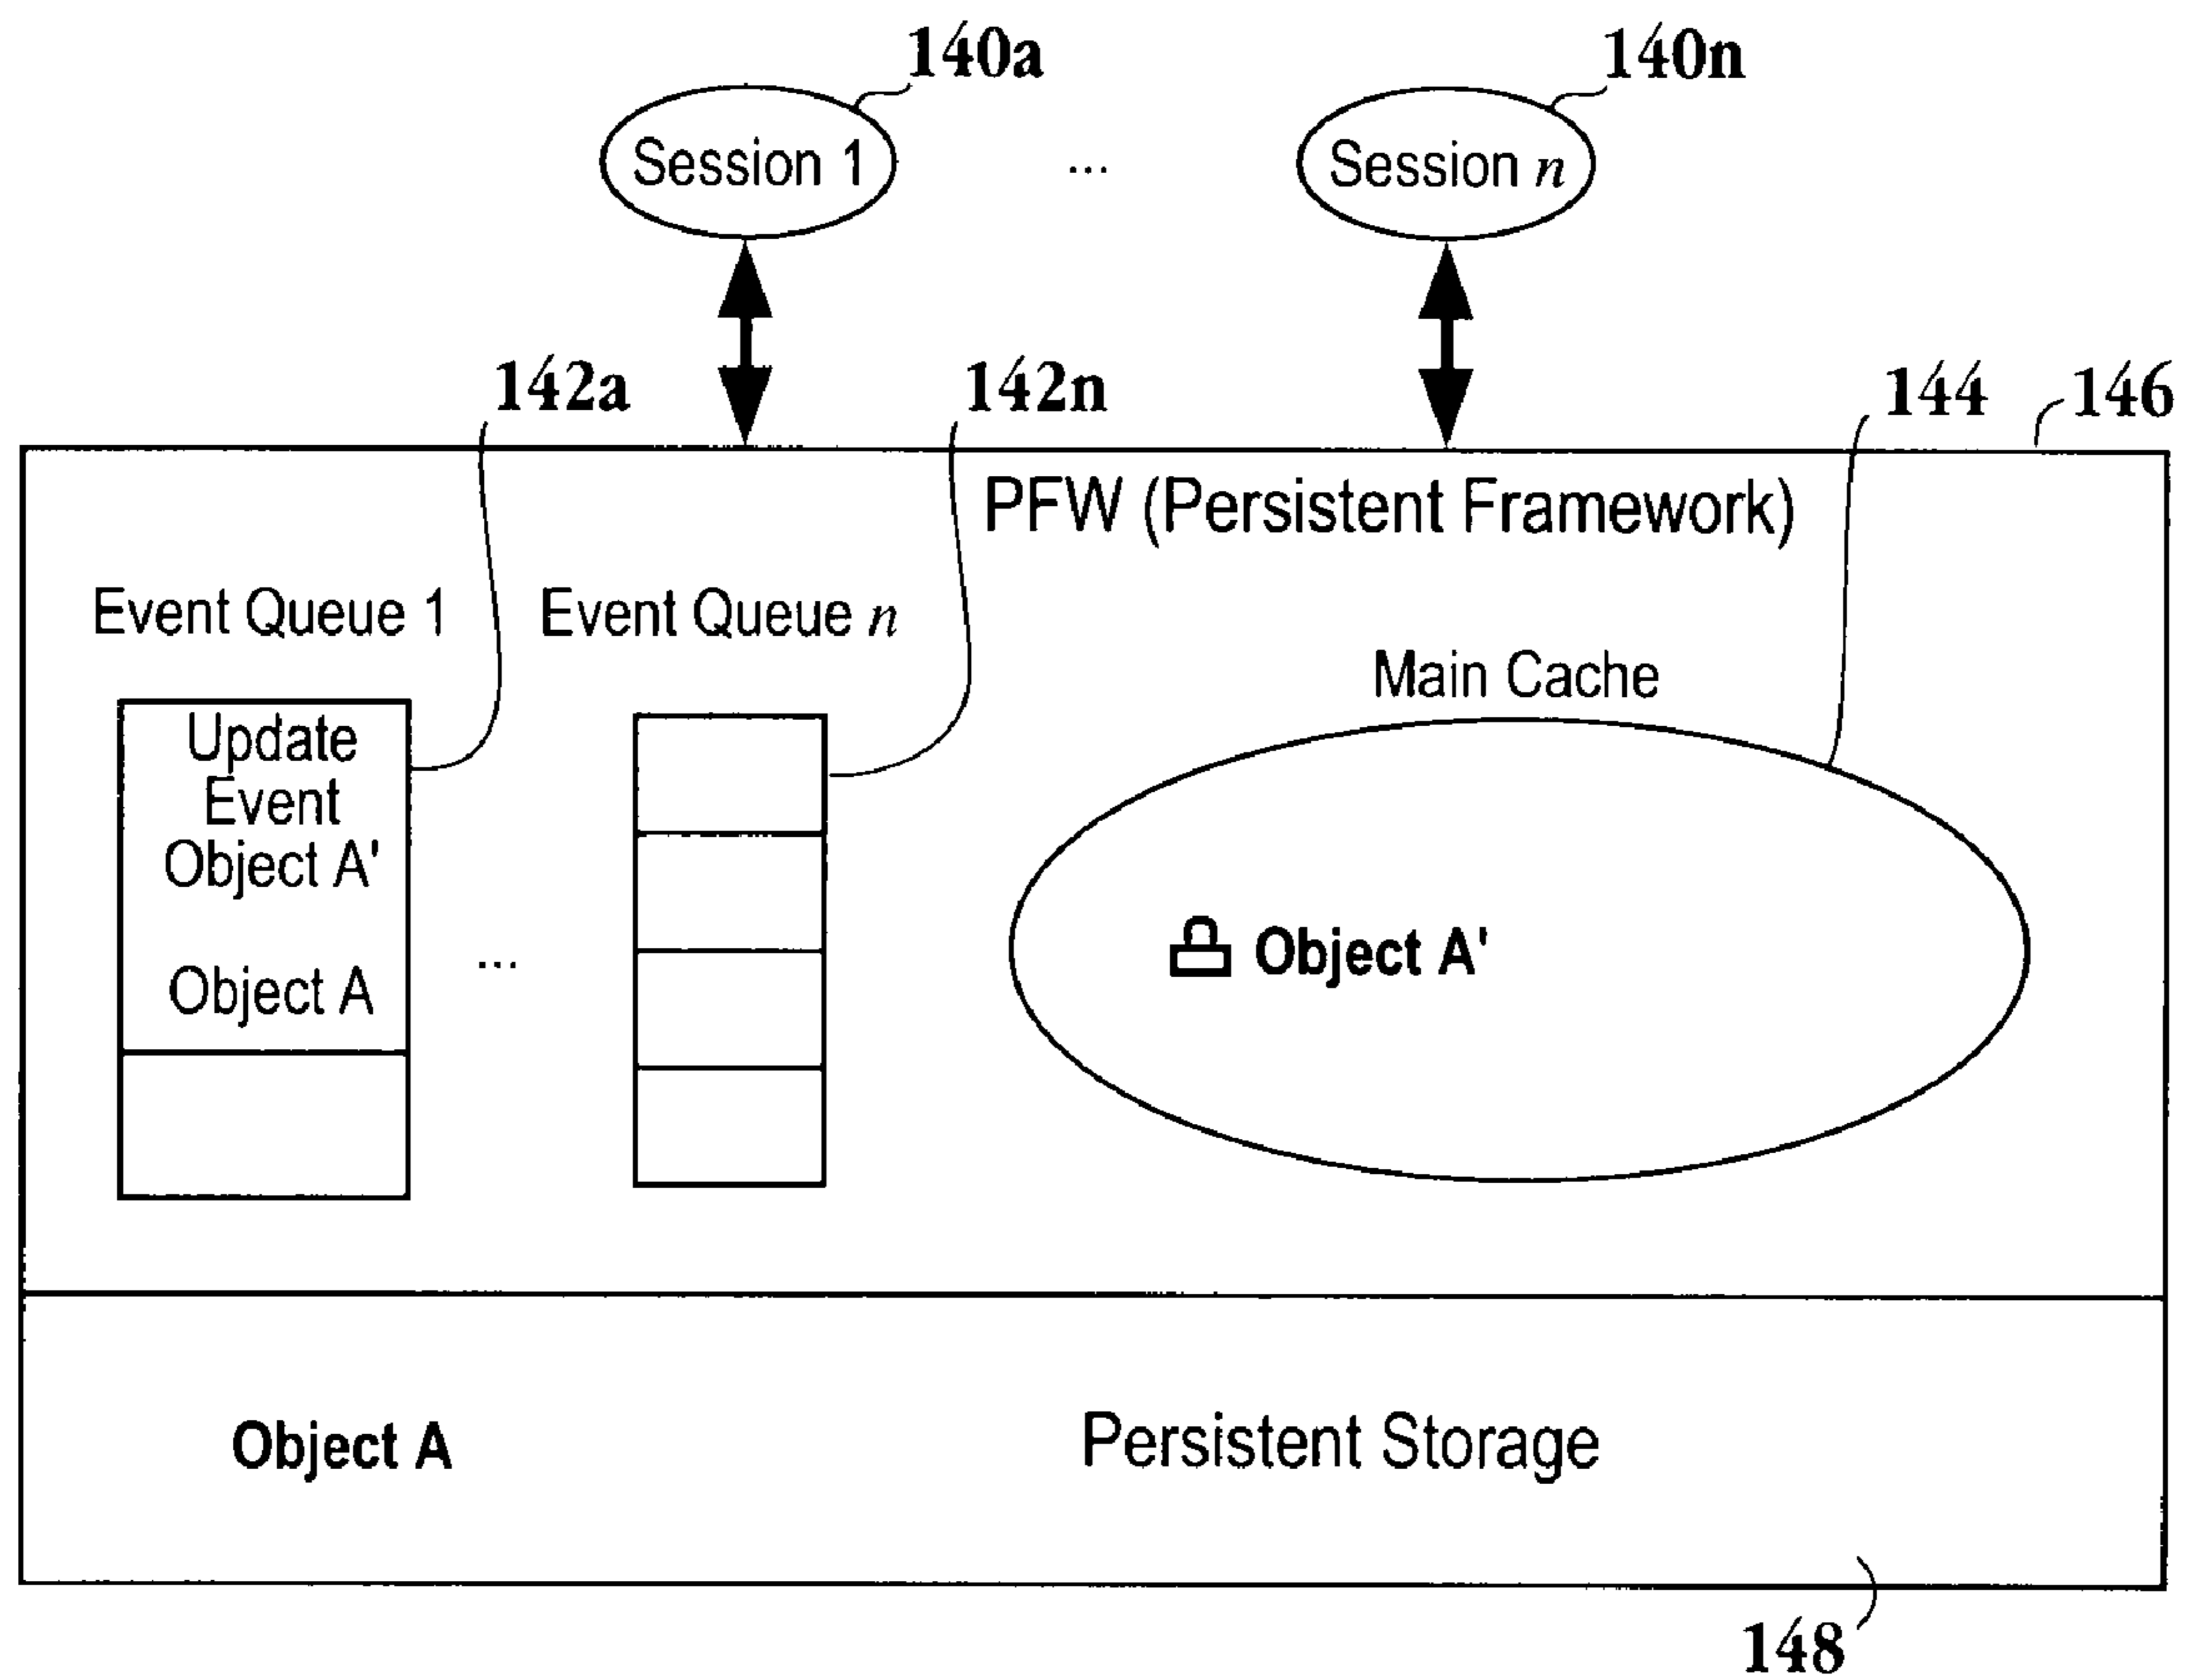 140a
140n
Session 1
...
Session n
142a
142n
144
146
PFW (Persistent Framework)
Event Queue 1
Event Queue n
Main Cache
Update
Event
Object A'
Object A
...
Object A'
Object A
Persistent Storage
148